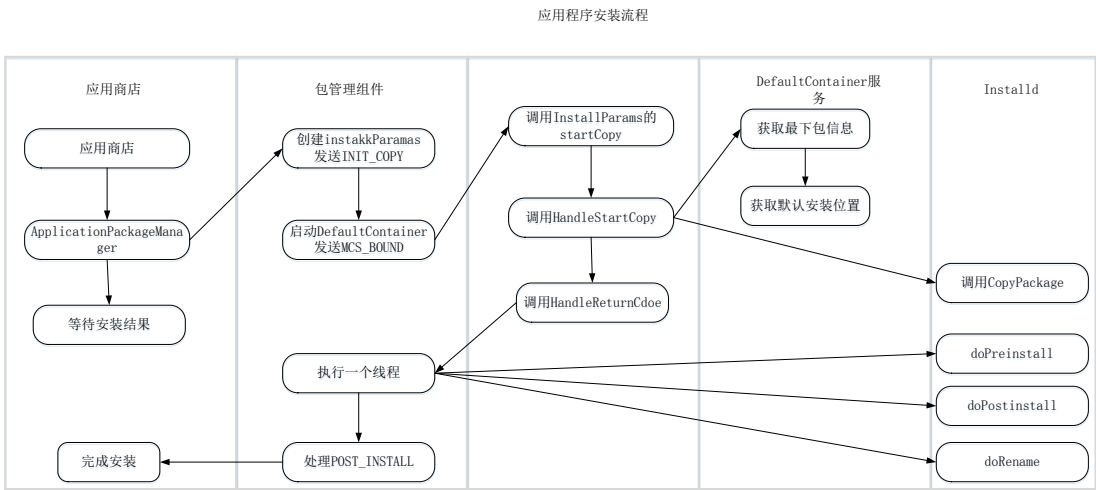 应用程序安装流程
应用商店
包管理组件
DefaultContainer服
务
Installd
应用商店
ApplicationPackageMana
ger
等待安装结果
完成安装
创建instakkParamas
发送INIT_COPY
启动DefaultContainer
发送MCS_BOUND
执行一个线程
处理POST_INSTALL
调用InstallParams的
startCopy
调用HandleStartCopy
调用HandleReturnCdoe
获取最下包信息
获取默认安装位置
调用CopyPackage
doPreinstall
doPostinstall
doRename